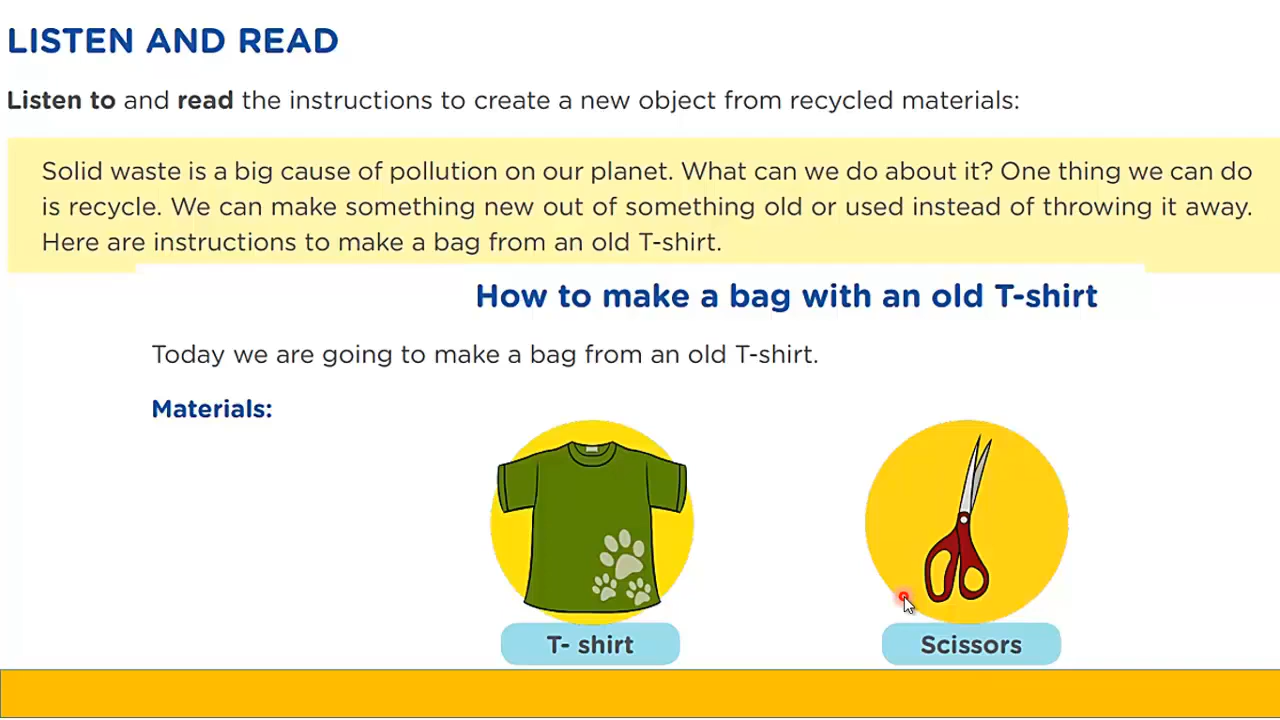 LISTEN AND READ
Listen to and read the instructions to create a new object from recycled materials:
Solid waste is a big cause of pollution on our planet. What can we do about it? One thing we can do
is recycle. We can make something new out of something old or used instead of throwing it away.
Here are instructions to make a bag from an old T-shirt.
How to make a bag with an old T-shirt
Today we are going to make a bag from an old T-shirt.
Materials:
T- shirt
Scissors